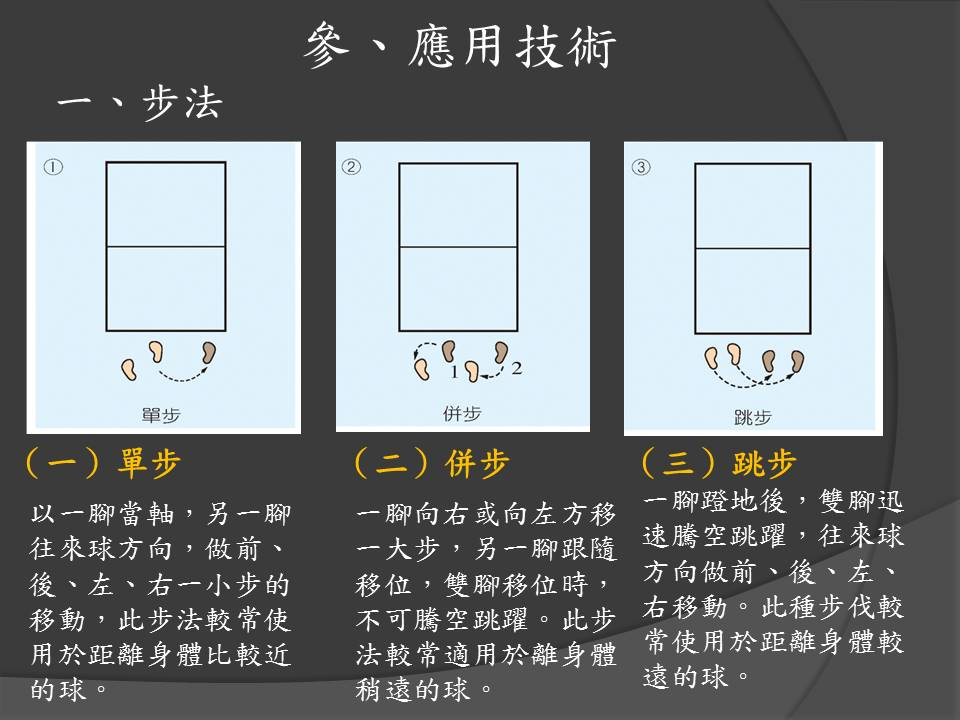 參、應用技術
一、步法
①
單步
②
1
2
併步
③
跳步
（一）單步
以一腳當軸，另一腳
往來球方向，做前、
後、左、右一小步的
移動，此步法較常使
用於距離身體比較近
的球。
（二）併步
一腳向右或向左方移
一大步，另一腳跟隨
移位，雙腳移位時，
不可騰空跳躍。此步
法較常適用於離身體
稍遠的球。
（三）跳步
一腳蹬地後，雙腳迅
速騰空跳躍，往來球
方向做前、後、左、
右移動。此種步伐較
常使用於距離身體較
遠的球。